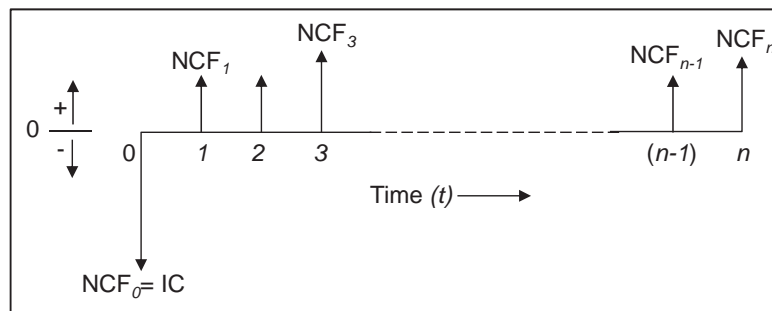 NCF3
NCFn
NCF1
NCFn-1
+
0
-
0 1 2 3 (n-1) n
Time (t)
NCF0= IC